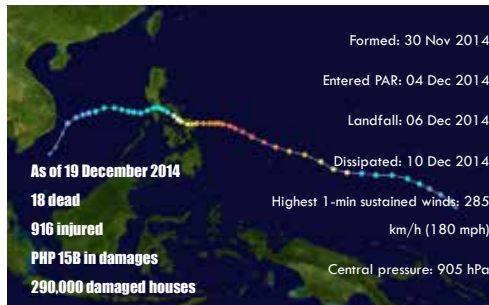 Formed: 30 Nov 2014
Entered PAR: 04 Dec 2014
Landfall: 06 Dec 2014
Dissipated: 10 Dec 2014
Highest 1-min sustained winds: 285
km/h (180 mph)
Central pressure: 905 hPa
As of 19 December 2014
18 dead
916 injured
PHP 15B in damages
290,000 damaged houses